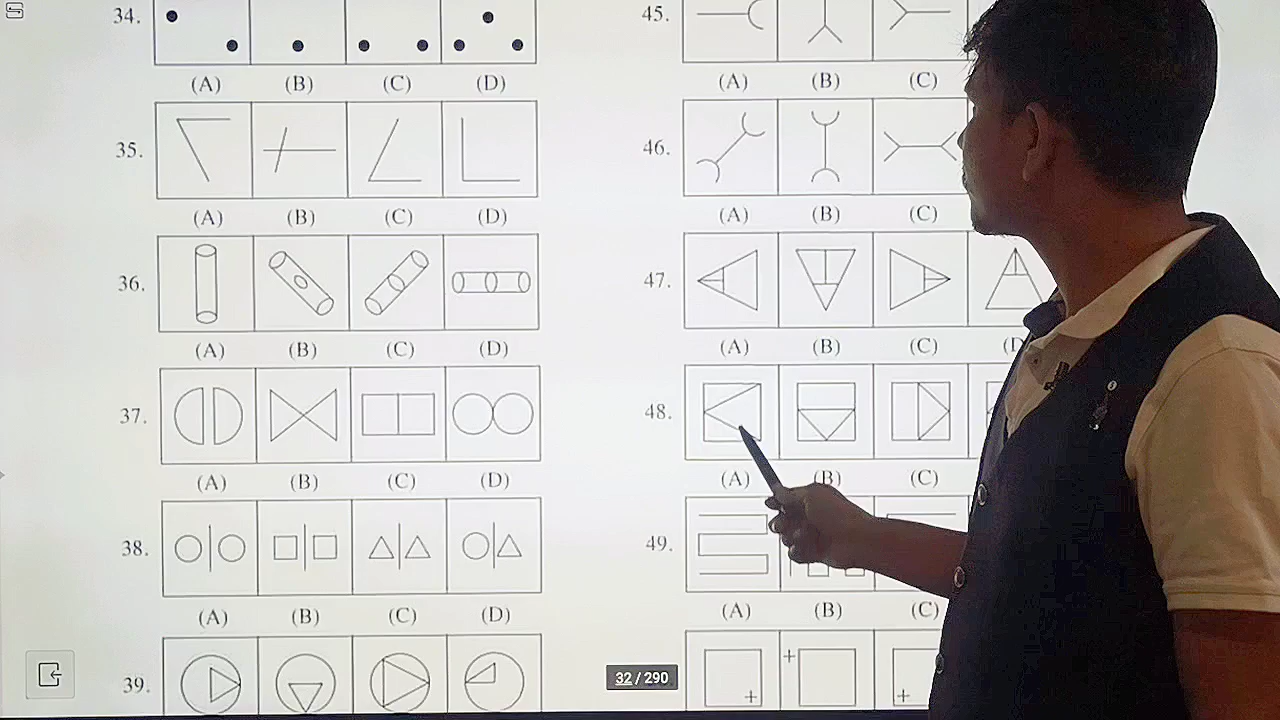 34.
(A) (B) (C) (D)
35.
(A) (B) (C) (D)
36.
(A) (B) (C) (D)
37.
(A) (B) (C) (D)
38.
(A) (B) (C) (D)
39.
45.
(A) (B) (C)
46.
(A) (B) (C)
47.
(A) (B) (C)
48.
(A) (B) (C)
49.
(A) (B) (C)
32 / 290